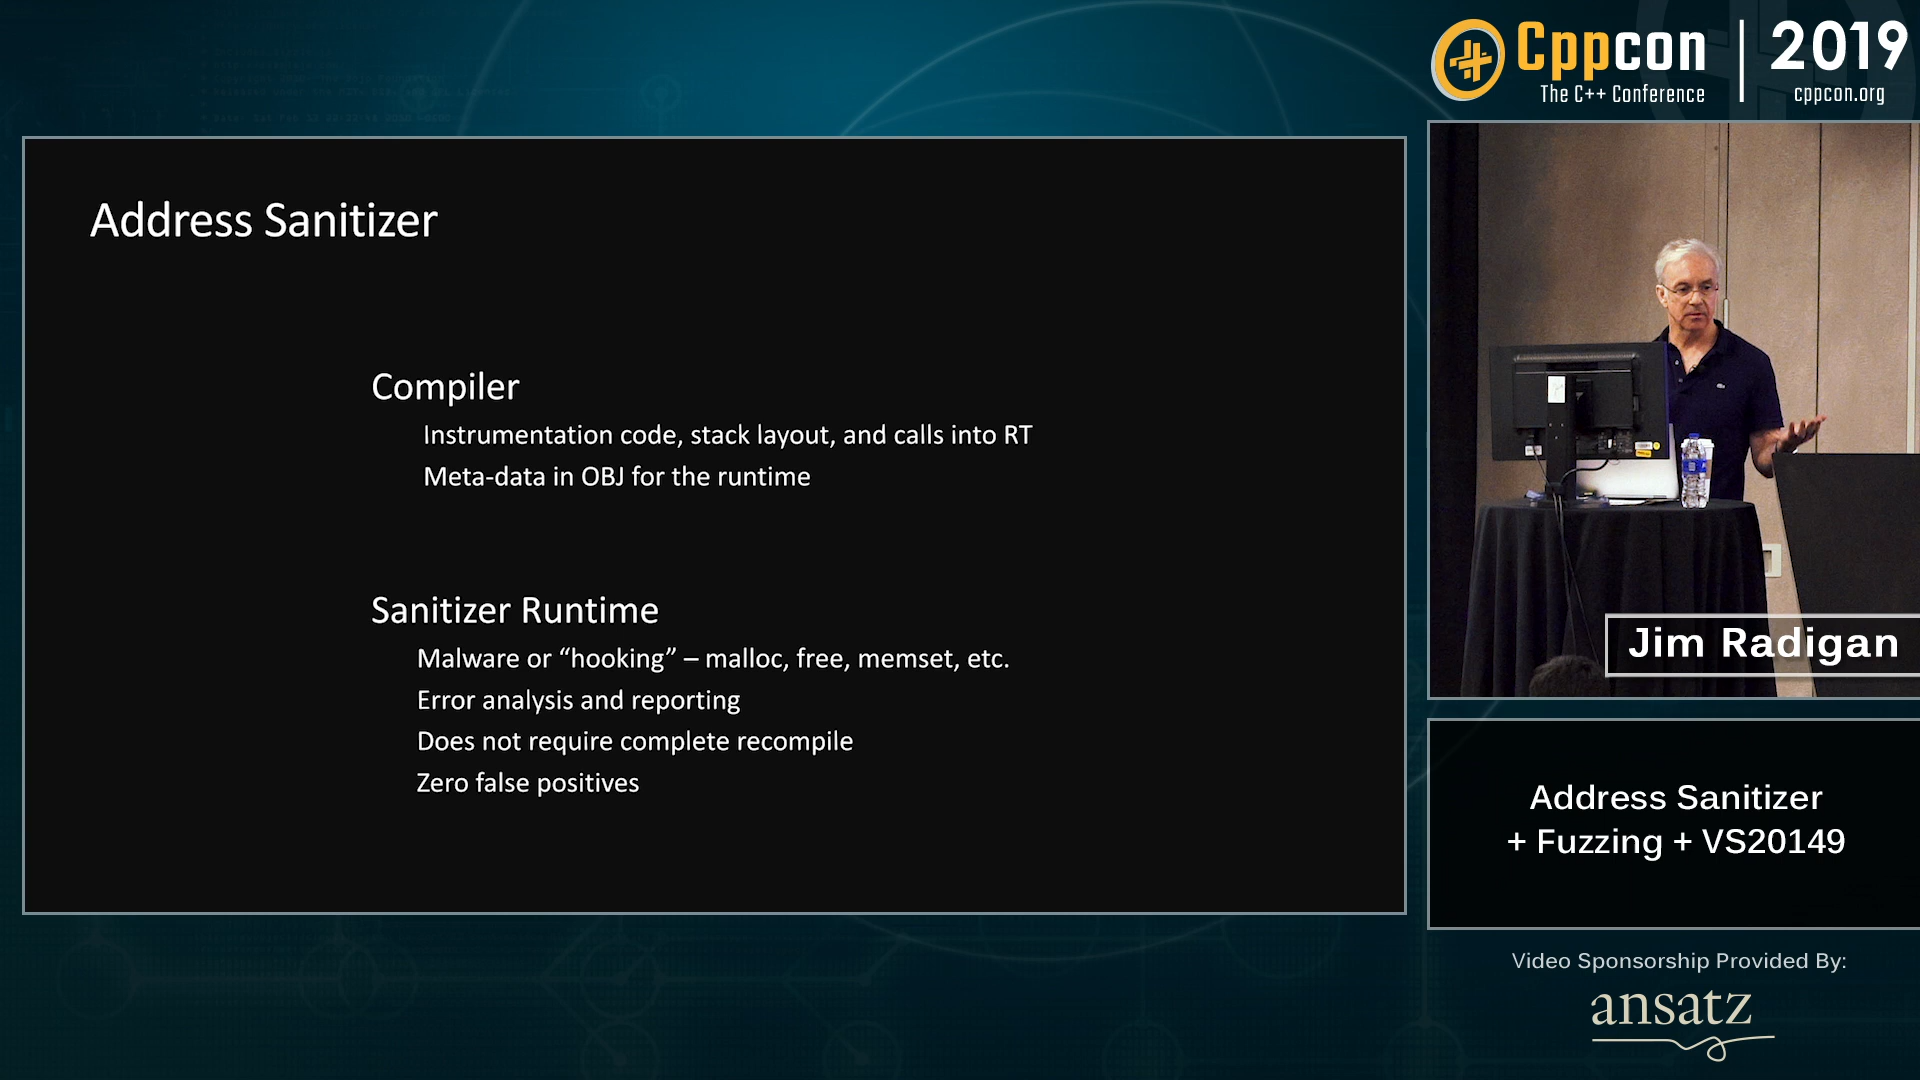 Cppcon | 2019
The C++ Conference
cppcon.org
Address Sanitizer
Compiler
Instrumentation code, stack layout, and calls into RT
Meta-data in OBJ for the runtime
Sanitizer Runtime
Malware or “hooking” – malloc, free, memset, etc.
Error analysis and reporting
Does not require complete recompile
Zero false positives
Jim Radigan
Address Sanitizer
+ Fuzzing + VS20149
Video Sponsorship Provided By:
ansatz